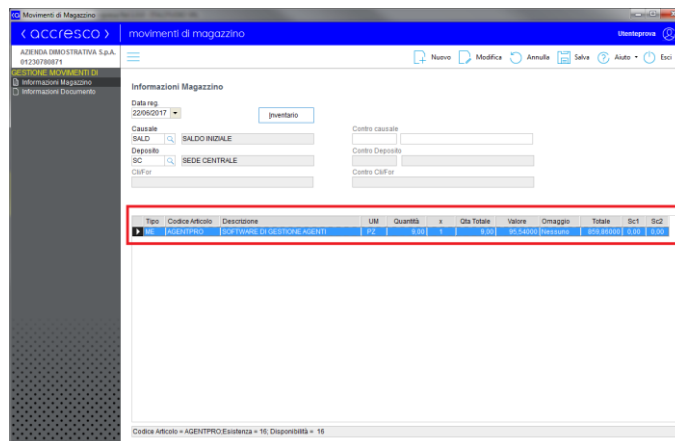 Movimenti di Magazzino
<accresco>
movimenti di magazzino
Utenteprova
AZIENDA DIMOSTRATIVA S.p.A.
01230780871
Nuovo Modifica Annulla Salva Aiuto Esci
GESTIONE MOVIMENTI DI
Informazioni Magazzino
Informazioni Documento
Informazioni Magazzino
Data reg.
22/06/2017
Inventario
Causale Contro causale
SALD SALDO INIZIALE
Deposito Contro Deposito
SC SEDE CENTRALE
Cli/For Contro Cli/For
Tipo Codice Articolo Descrizione UM Quantità x Qta Totale Valore Omaggio Totale Sc1 Sc2
ME AGENTPRO SOFTWARE DI GESTIONE AGENTI PZ 9,00 1 9,00 95,54000 Nessuno 859,86000 0,00 0,00
Codice Articolo = AGENTPRO;Esistenza = 16; Disponibilità = 16